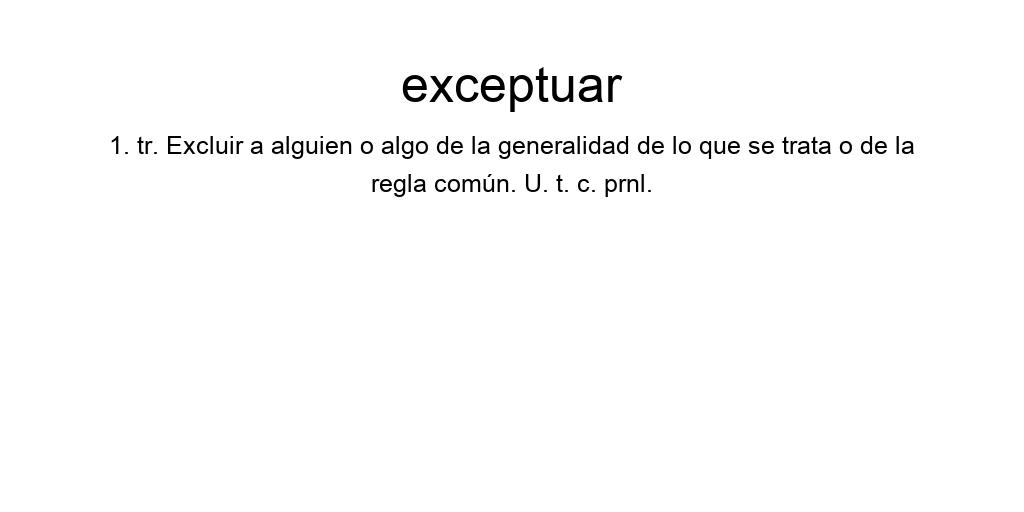 exceptuar
1. tr. Excluir a alguien o algo de la generalidad de lo que se trata o de la
regla común. U. t. c. prnl.